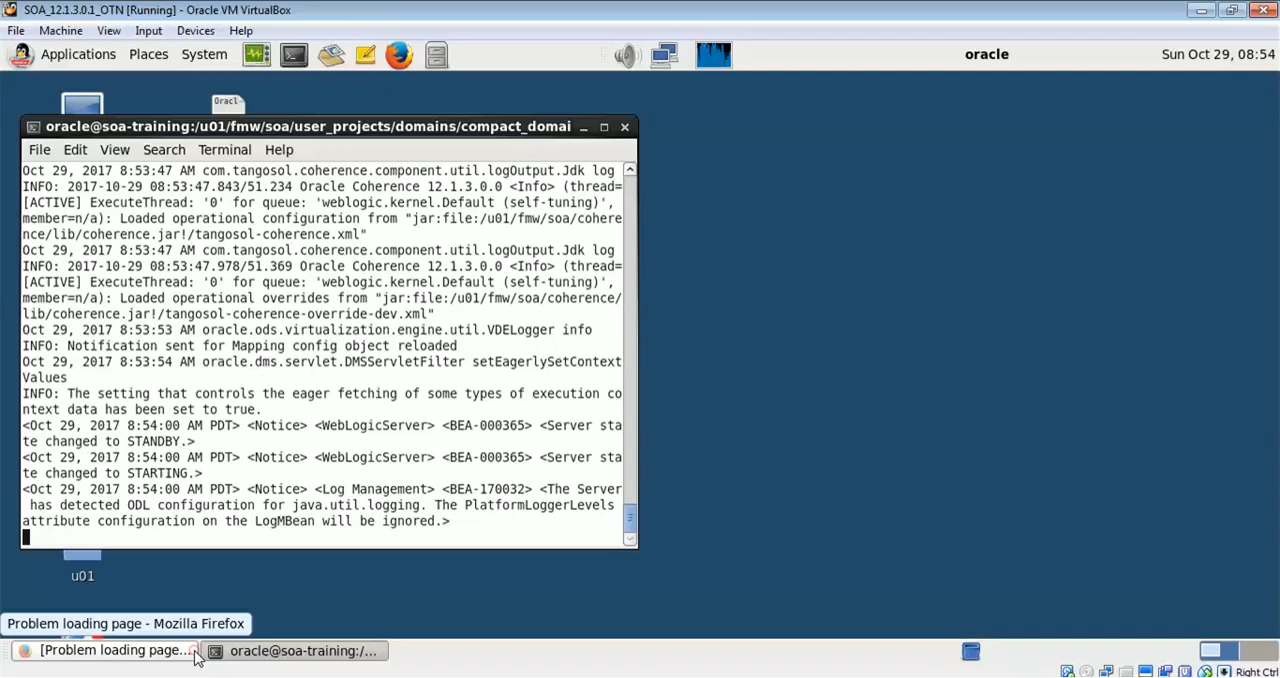 SOA_12.1.3.0.1_OTN [Running] - Oracle VM VirtualBox
File Machine View Input Devices Help
Applications Places System oracle Sun Oct 29, 08:54
Oracl
oracle@soa-training:/u01/fmw/soa/user_projects/domains/compact_domai
File Edit View Search Terminal Help
Oct 29, 2017 8:53:47 AM com.tangosol.coherence.component.util.logOutput.Jdk log
INFO: 2017-10-29 08:53:47.843/51.234 Oracle Coherence 12.1.3.0.0 <Info> (thread=
[ACTIVE] ExecuteThread: '0' for queue: 'weblogic.kernel.Default (self-tuning)',
member=n/a): Loaded operational configuration from "jar:file:/u01/fmw/soa/cohere
nce/lib/coherence.jar!/tangosol-coherence.xml"
Oct 29, 2017 8:53:47 AM com.tangosol.coherence.component.util.logOutput.Jdk log
INFO: 2017-10-29 08:53:47.978/51.369 Oracle Coherence 12.1.3.0.0 <Info> (thread=
[ACTIVE] ExecuteThread: '0' for queue: 'weblogic.kernel.Default (self-tuning)',
member=n/a): Loaded operational overrides from "jar:file:/u01/fmw/soa/coherence/
lib/coherence.jar!/tangosol-coherence-override-dev.xml"
Oct 29, 2017 8:53:53 AM oracle.ods.virtualization.engine.util.VDELogger info
INFO: Notification sent for Mapping config object reloaded
Oct 29, 2017 8:53:54 AM oracle.dms.servlet.DMSServletFilter setEagerlySetContext
Values
INFO: The setting that controls the eager fetching of some types of execution co
ntext data has been set to true.
<Oct 29, 2017 8:54:00 AM PDT> <Notice> <WebLogicServer> <BEA-000365> <Server sta
te changed to STANDBY.>
<Oct 29, 2017 8:54:00 AM PDT> <Notice> <WebLogicServer> <BEA-000365> <Server sta
te changed to STARTING.>
<Oct 29, 2017 8:54:00 AM PDT> <Notice> <Log Management> <BEA-170032> <The Server
 has detected ODL configuration for java.util.logging. The PlatformLoggerLevels
attribute configuration on the LogMBean will be ignored.>
u01
Problem loading page - Mozilla Firefox
[Problem loading page... oracle@soa-training:/...
Right Ctrl